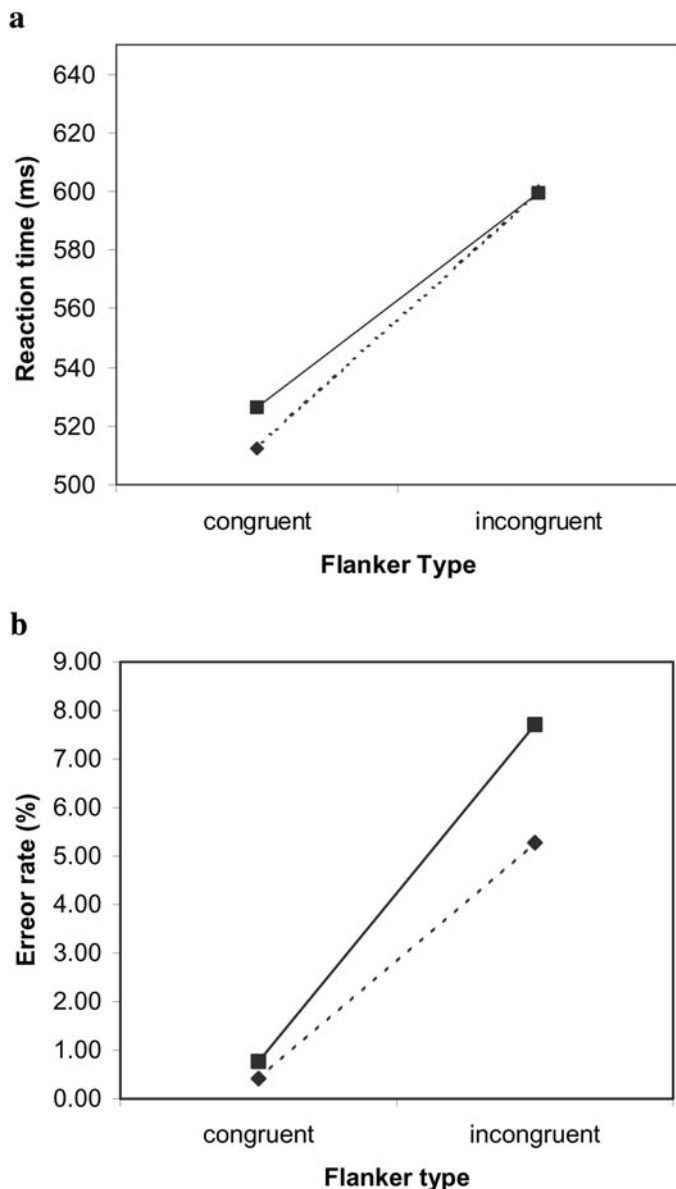 a
640
620
600
580
560
540
520
500
Reaction time (ms)
congruent incongruent
Flanker Type
b
9.00
8.00
7.00
6.00
5.00
4.00
3.00
2.00
1.00
0.00
Erreor rate (%)
congruent incongruent
Flanker type